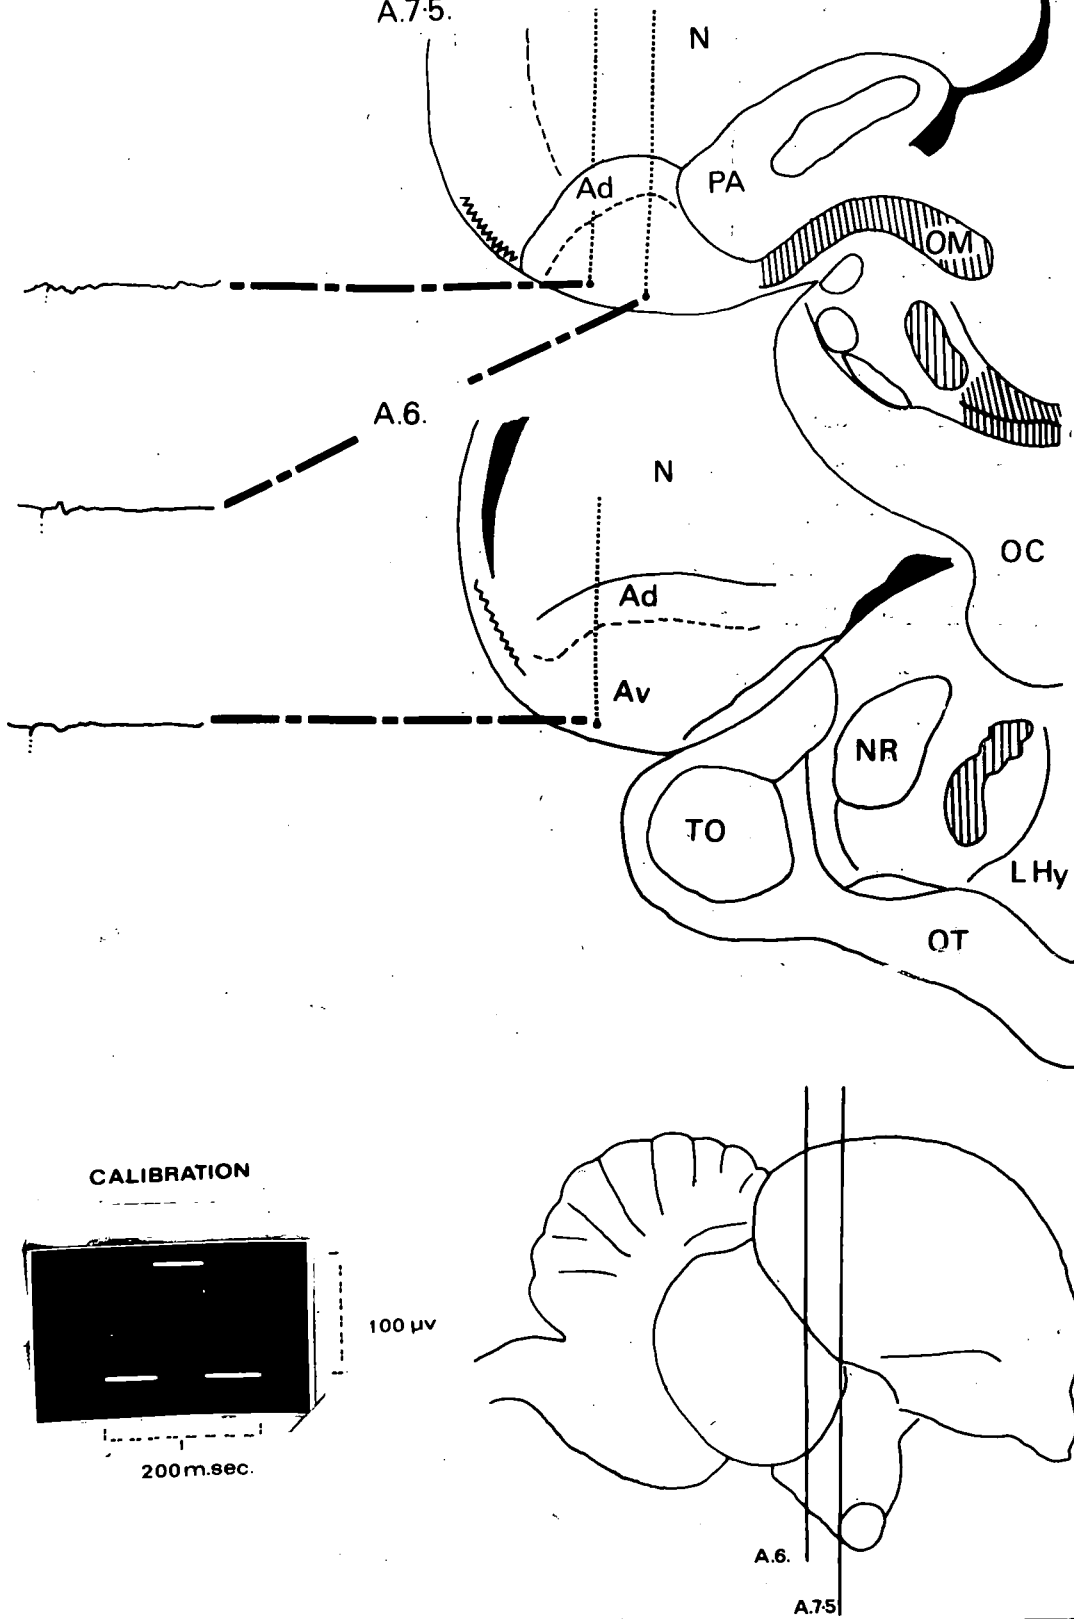 A.7·5.
N
Ad
PA
OM
A.6.
N
OC
Ad
Av
NR
TO
LHy
OT
CALIBRATION
100 µv
200 m.sec.
A.6.
A.7·5